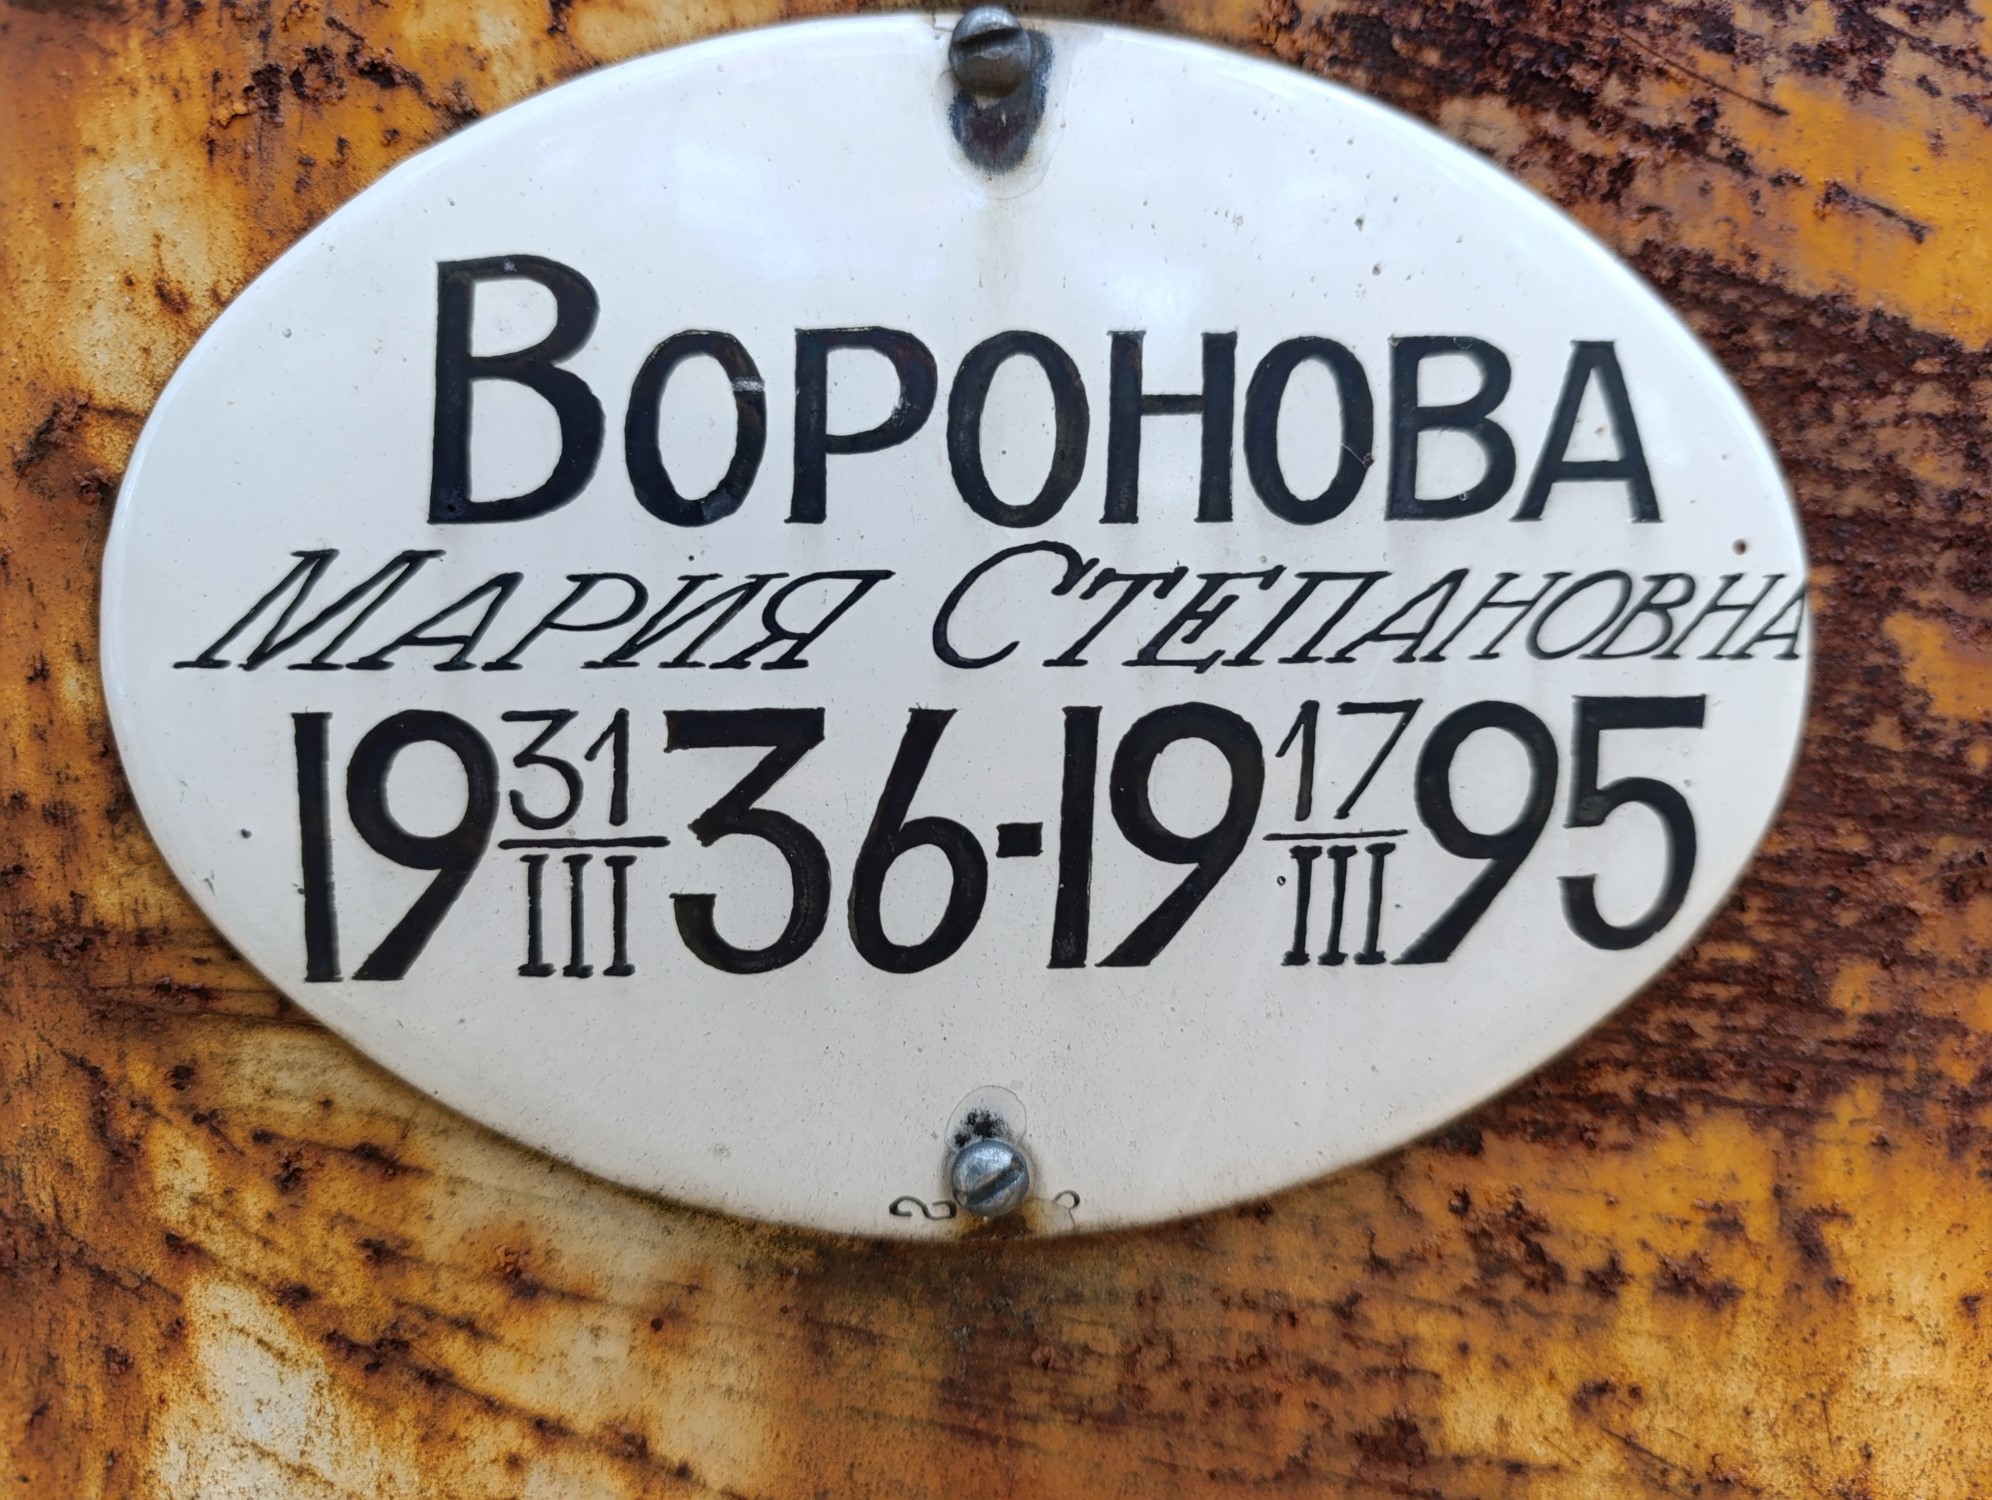 Воронова
Мария Степановна
19 31/III 36-19 17/III 95